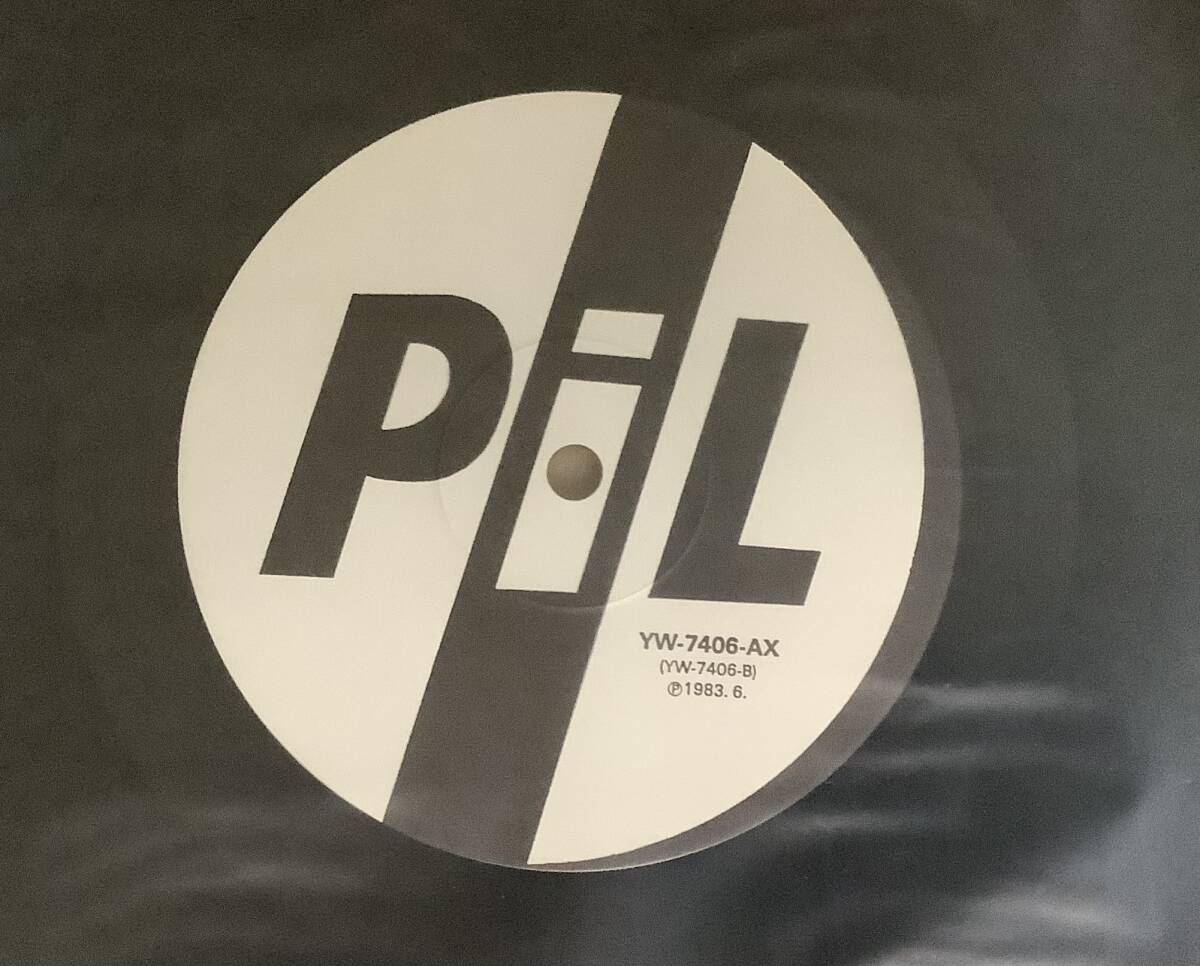 PiL
YW-7406-AX
(YW-7406-B)
℗1983. 6.